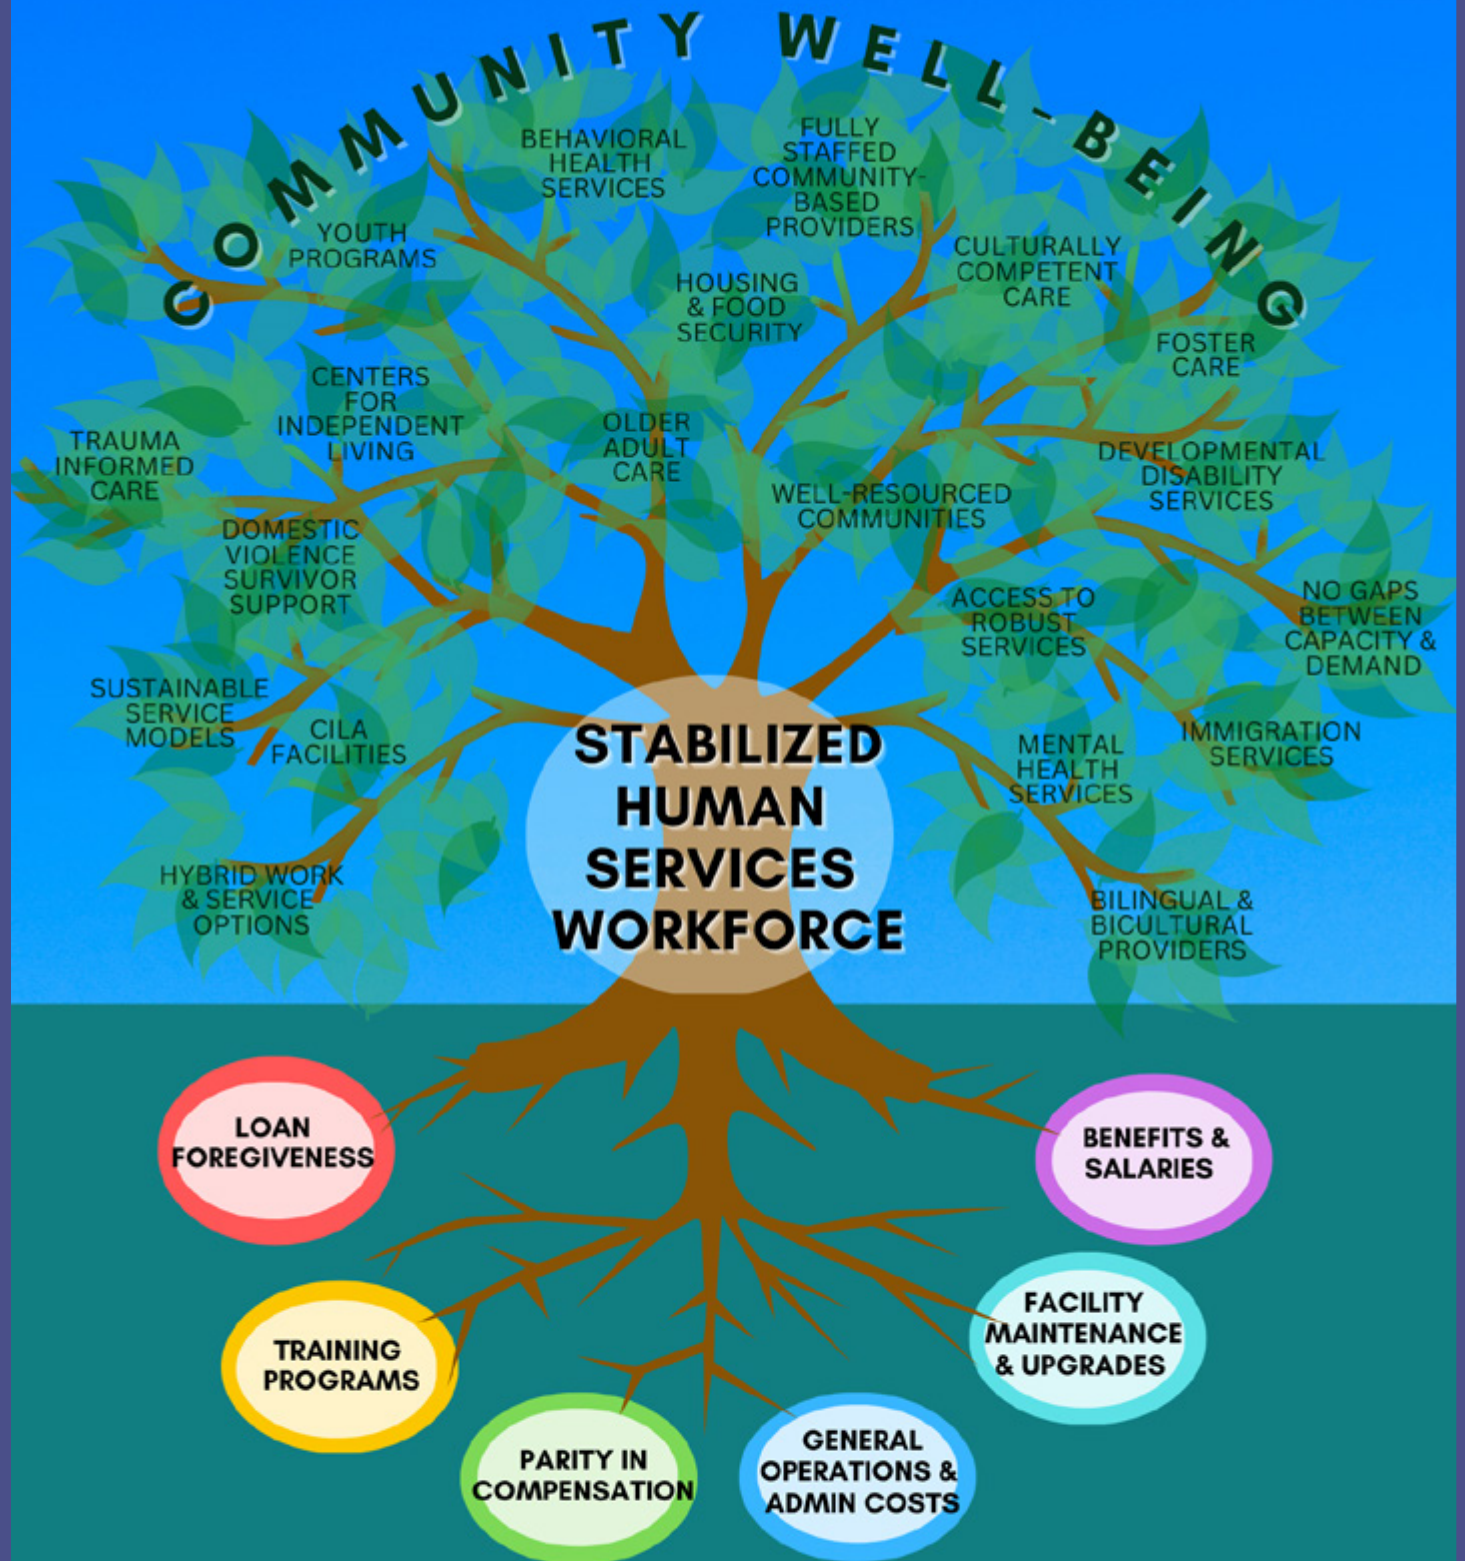 COMMUNITY WELL-BEING
BEHAVIORAL
HEALTH
SERVICES
FULLY
STAFFED
COMMUNITY-
BASED
PROVIDERS
YOUTH
PROGRAMS
CULTURALLY
COMPETENT
CARE
HOUSING
& FOOD
SECURITY
FOSTER
CARE
CENTERS
FOR
INDEPENDENT
LIVING
OLDER
ADULT
CARE
TRAUMA
INFORMED
CARE
DEVELOPMENTAL
DISABILITY
SERVICES
WELL-RESOURCED
COMMUNITIES
DOMESTIC
VIOLENCE
SURVIVOR
SUPPORT
NO GAPS
BETWEEN
CAPACITY &
DEMAND
ACCESS TO
ROBUST
SERVICES
SUSTAINABLE
SERVICE
MODELS
CILA
FACILITIES
IMMIGRATION
SERVICES
MENTAL
HEALTH
SERVICES
HYBRID WORK
& SERVICE
OPTIONS
BILINGUAL &
BICULTURAL
PROVIDERS
STABILIZED
HUMAN
SERVICES
WORKFORCE
LOAN
FOREGIVENESS
BENEFITS &
SALARIES
TRAINING
PROGRAMS
FACILITY
MAINTENANCE
& UPGRADES
PARITY IN
COMPENSATION
GENERAL
OPERATIONS &
ADMIN COSTS